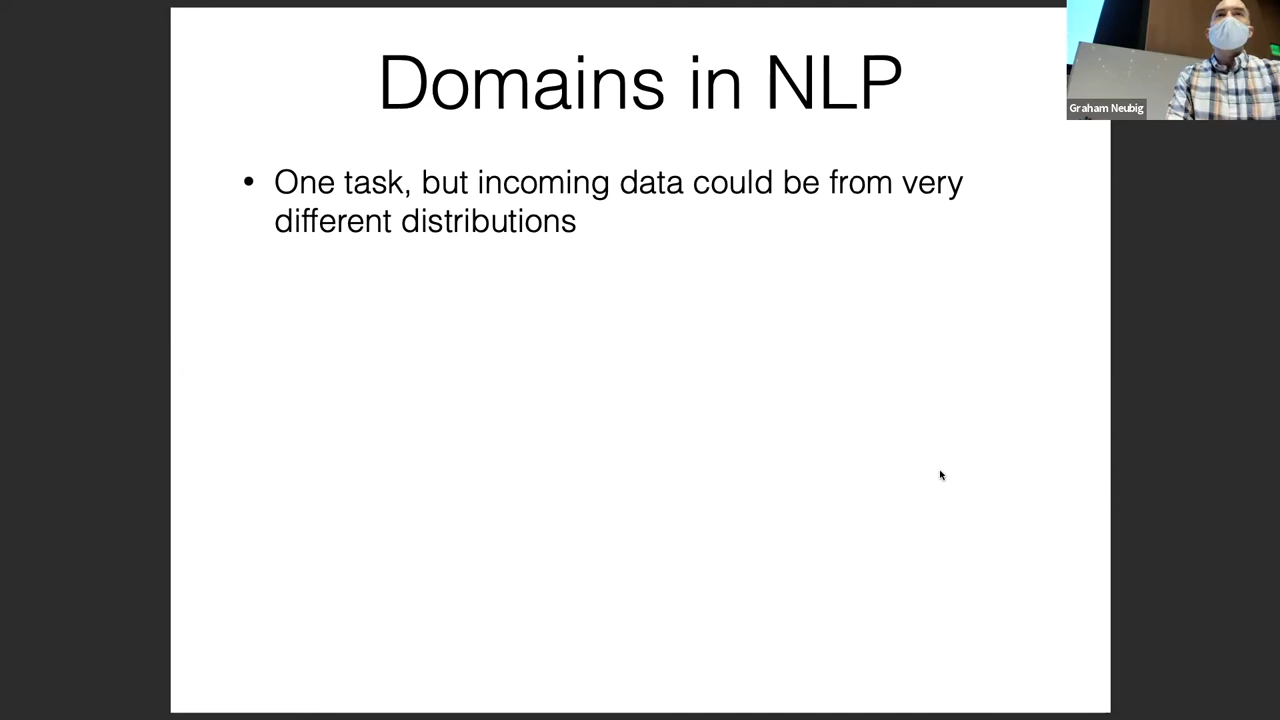 Domains in NLP
Graham Neubig
• One task, but incoming data could be from very
different distributions